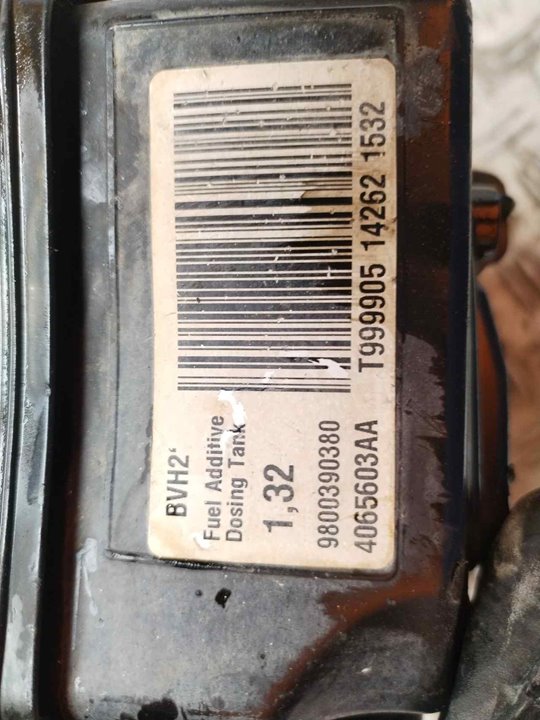 BVH2'
Fuel Additive
Dosing Tank
1,32
9800390380
4065603AA
T999905 14262 1532